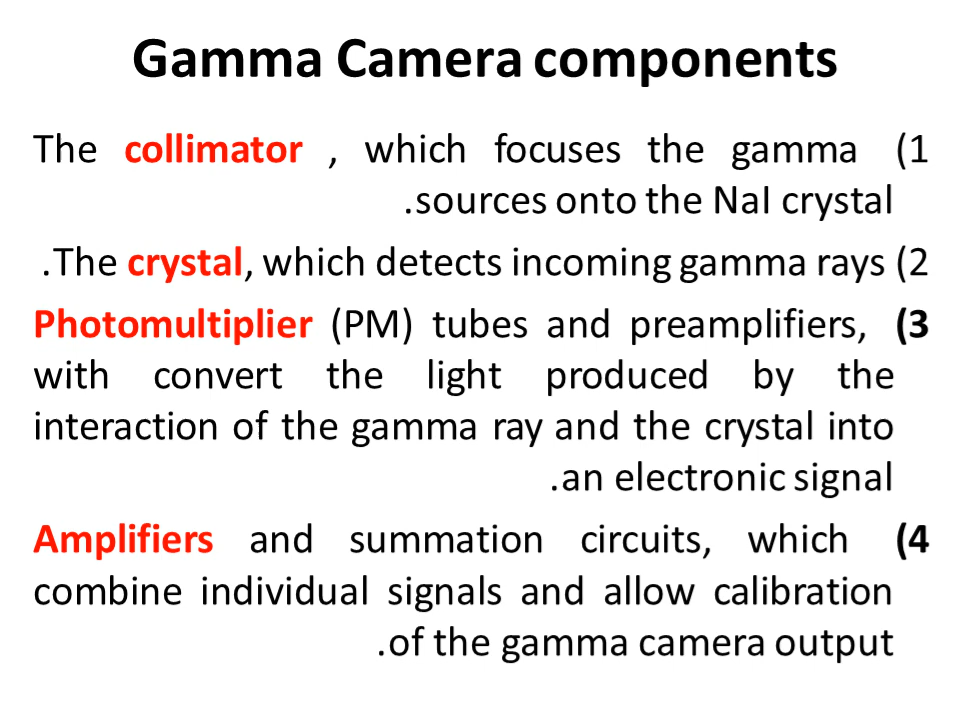 Gamma Camera components
1) The collimator , which focuses the gamma
sources onto the NaI crystal.
2) The crystal, which detects incoming gamma rays.
3) Photomultiplier (PM) tubes and preamplifiers,
with convert the light produced by the
interaction of the gamma ray and the crystal into
an electronic signal.
4) Amplifiers and summation circuits, which
combine individual signals and allow calibration
of the gamma camera output.